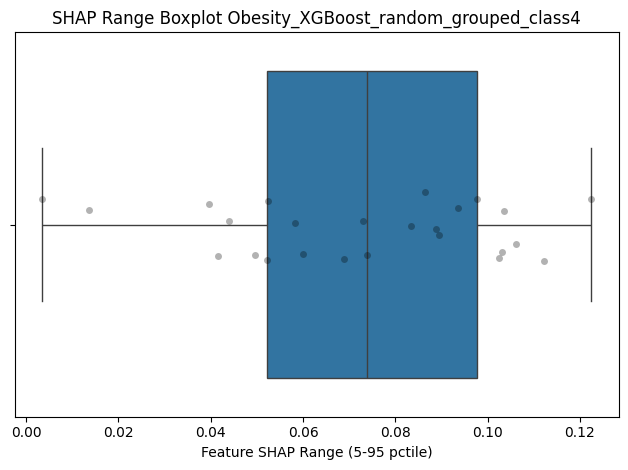 SHAP Range Boxplot Obesity_XGBoost_random_grouped_class4
0.00 0.02 0.04 0.06 0.08 0.10 0.12
Feature SHAP Range (5-95 pctile)